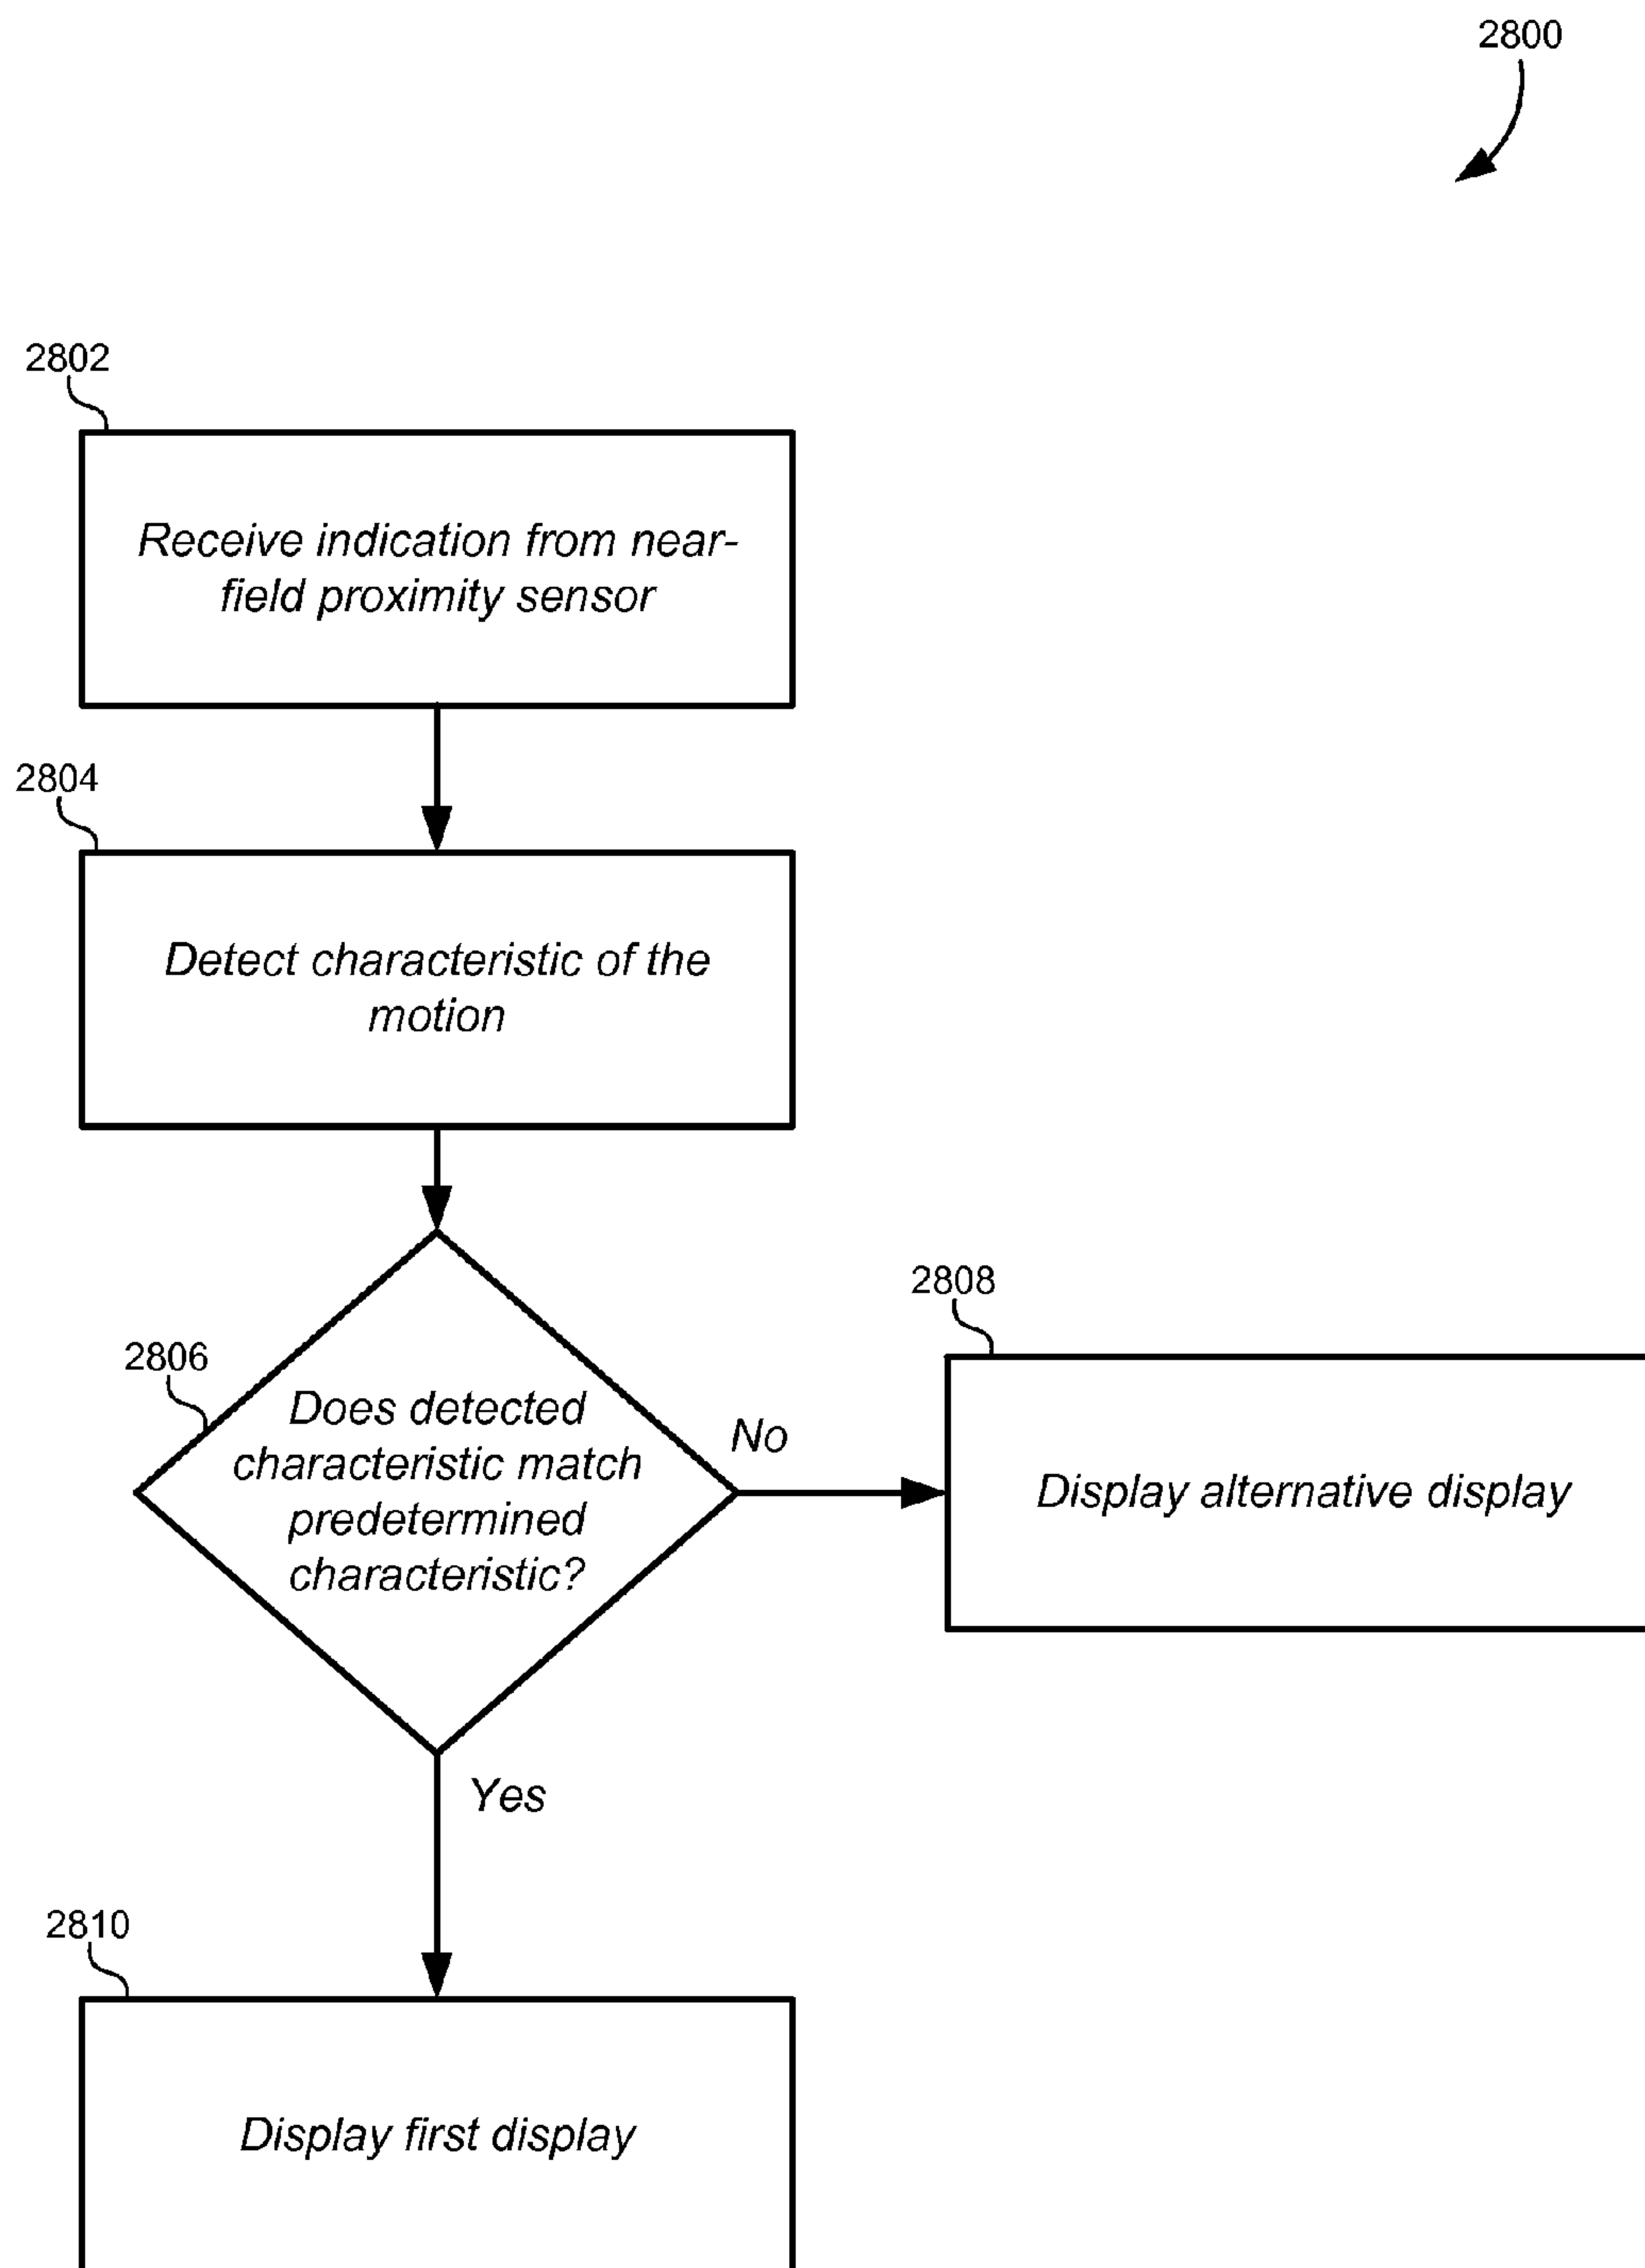 2800
2802
Receive indication from near-
field proximity sensor
2804
Detect characteristic of the
motion
2806
Does detected
characteristic match
predetermined
characteristic?
No
2808
Display alternative display
Yes
2810
Display first display